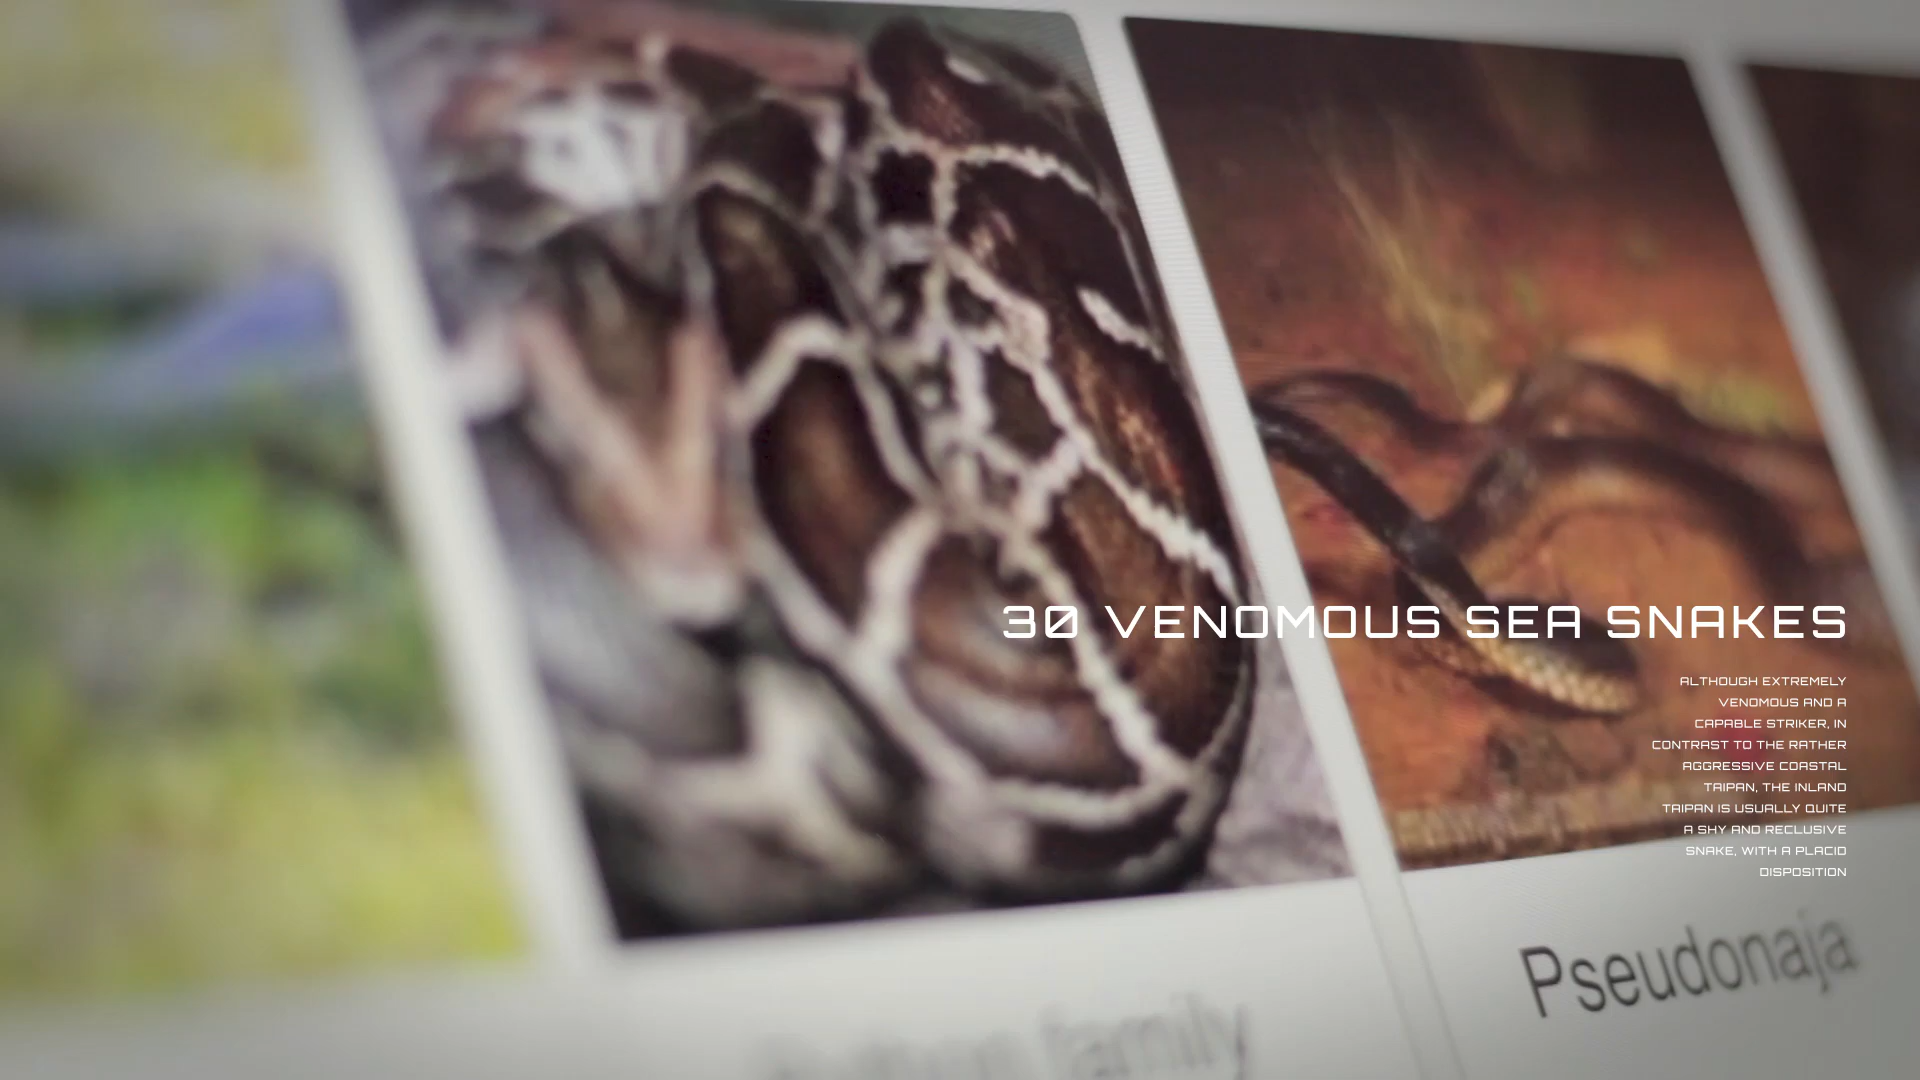 30 VENOMOUS SEA SNAKES
ALTHOUGH EXTREMELY
VENOMOUS AND A
CAPABLE STRIKER, IN
CONTRAST TO THE RATHER
AGGRESSIVE COASTAL
TAIPAN, THE INLAND
TAIPAN IS USUALLY QUITE
A SHY AND RECLUSIVE
SNAKE, WITH A PLACID
DISPOSITION
Pseudonaja
family